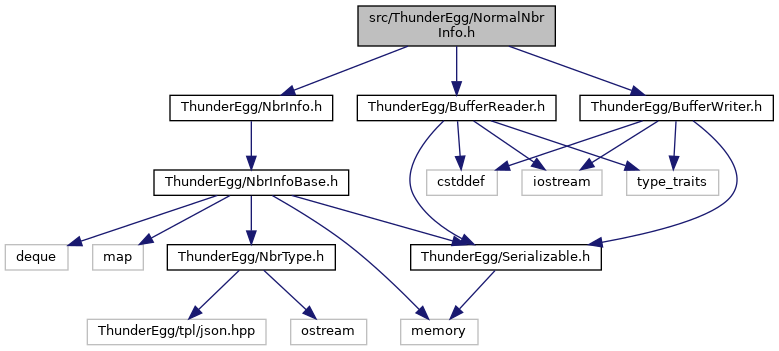 src/ThunderEgg/NormalNbr
Info.h
ThunderEgg/NbrInfo.h
ThunderEgg/BufferReader.h
ThunderEgg/BufferWriter.h
ThunderEgg/NbrInfoBase.h
cstddef
iostream
type_traits
deque
map
ThunderEgg/NbrType.h
ThunderEgg/Serializable.h
ThunderEgg/tpl/json.hpp
ostream
memory